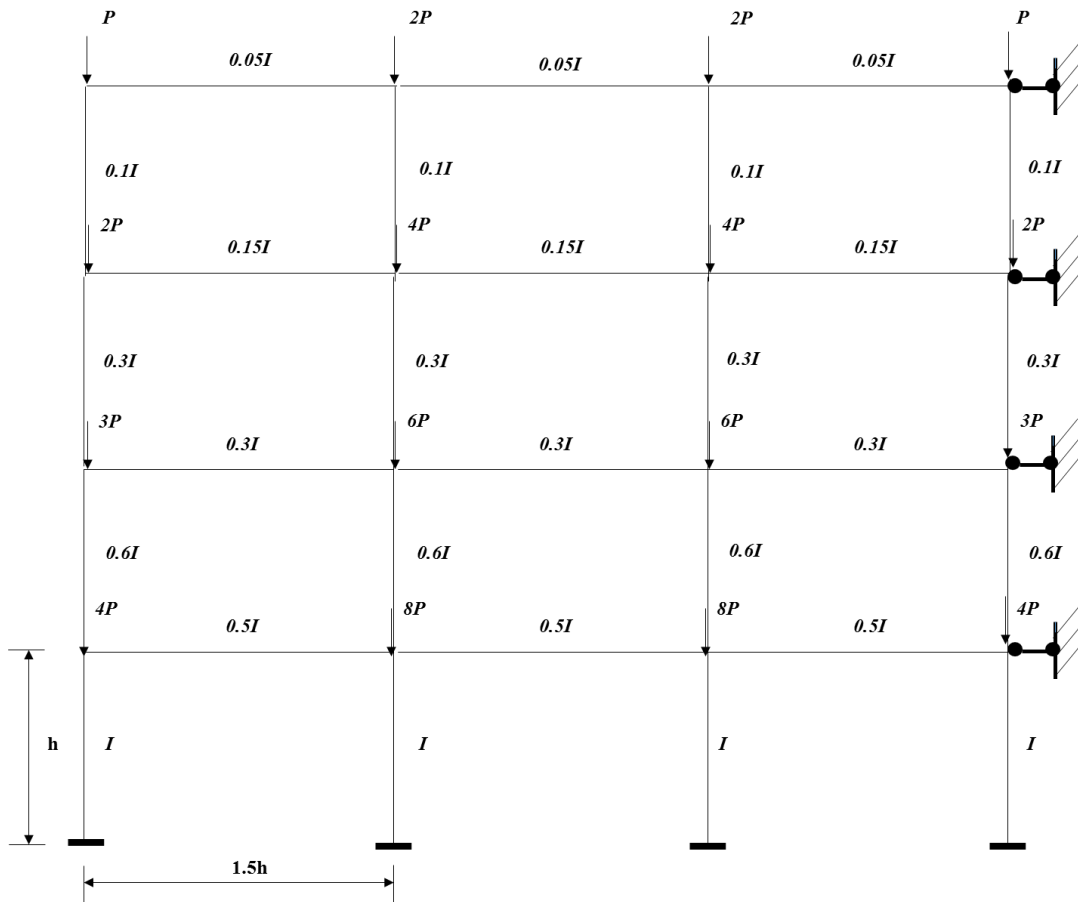 P 2P 2P P
0.05I 0.05I 0.05I
0.1I 0.1I 0.1I 0.1I
2P 4P 4P 2P
0.15I 0.15I 0.15I
0.3I 0.3I 0.3I 0.3I
3P 6P 6P 3P
0.3I 0.3I 0.3I
0.6I 0.6I 0.6I 0.6I
4P 8P 8P 4P
0.5I 0.5I 0.5I
h I I I I
1.5h